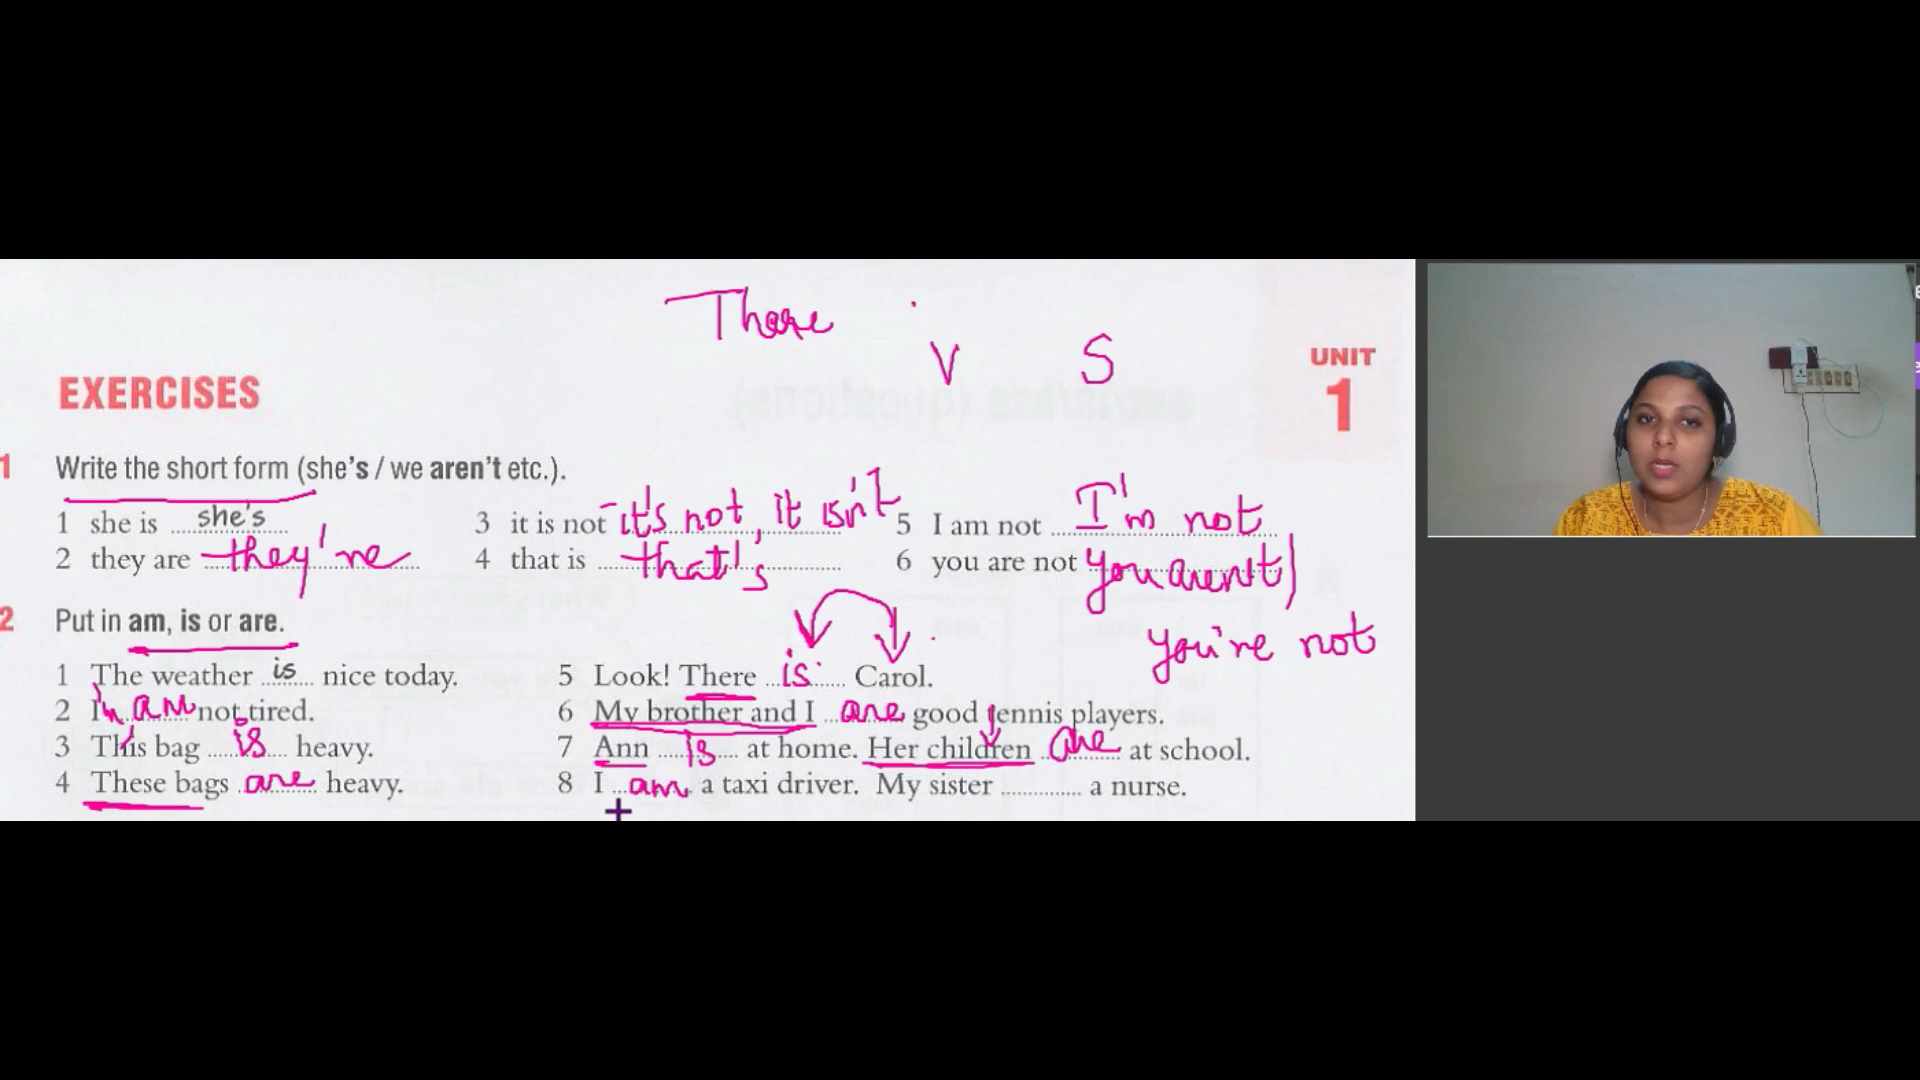 There
V S
UNIT
1
EXERCISES
1 Write the short form (she's / we aren't etc.).
1 she is she's 3 it is not it's not, it isn't 5 I am not I'm not
2 they are they're 4 that is that's 6 you are not you aren't
you're not
2 Put in am, is or are.
1 The weather is nice today. 5 Look! There is Carol.
2 I am not tired. 6 My brother and I are good tennis players.
3 This bag is heavy. 7 Ann is at home. Her children are at school.
4 These bags are heavy. 8 I am a taxi driver. My sister ............ a nurse.